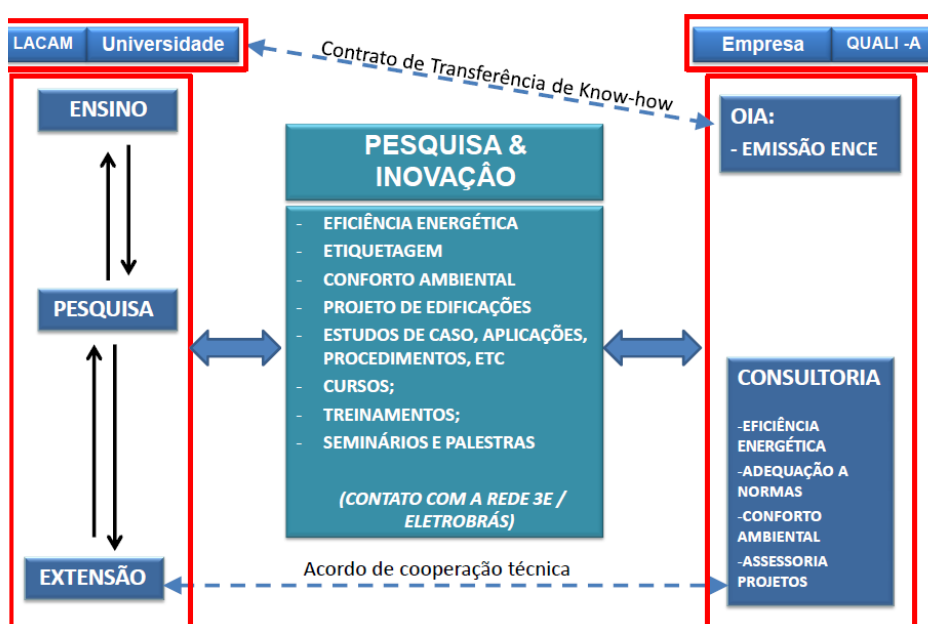 LACAM
Universidade
Contrato de Transferência de Know-how
Empresa
QUALI -A
ENSINO
PESQUISA
EXTENSÃO
PESQUISA &
INOVAÇÂO
- EFICIÊNCIA ENERGÉTICA
- ETIQUETAGEM
- CONFORTO AMBIENTAL
- PROJETO DE EDIFICAÇÕES
- ESTUDOS DE CASO, APLICAÇÕES,
PROCEDIMENTOS, ETC
- CURSOS;
- TREINAMENTOS;
- SEMINÁRIOS E PALESTRAS
(CONTATO COM A REDE 3E /
ELETROBRÁS)
OIA:
- EMISSÃO ENCE
CONSULTORIA
-EFICIÊNCIA
ENERGÉTICA
-ADEQUAÇÃO A
NORMAS
-CONFORTO
AMBIENTAL
-ASSESSORIA
PROJETOS
Acordo de cooperação técnica